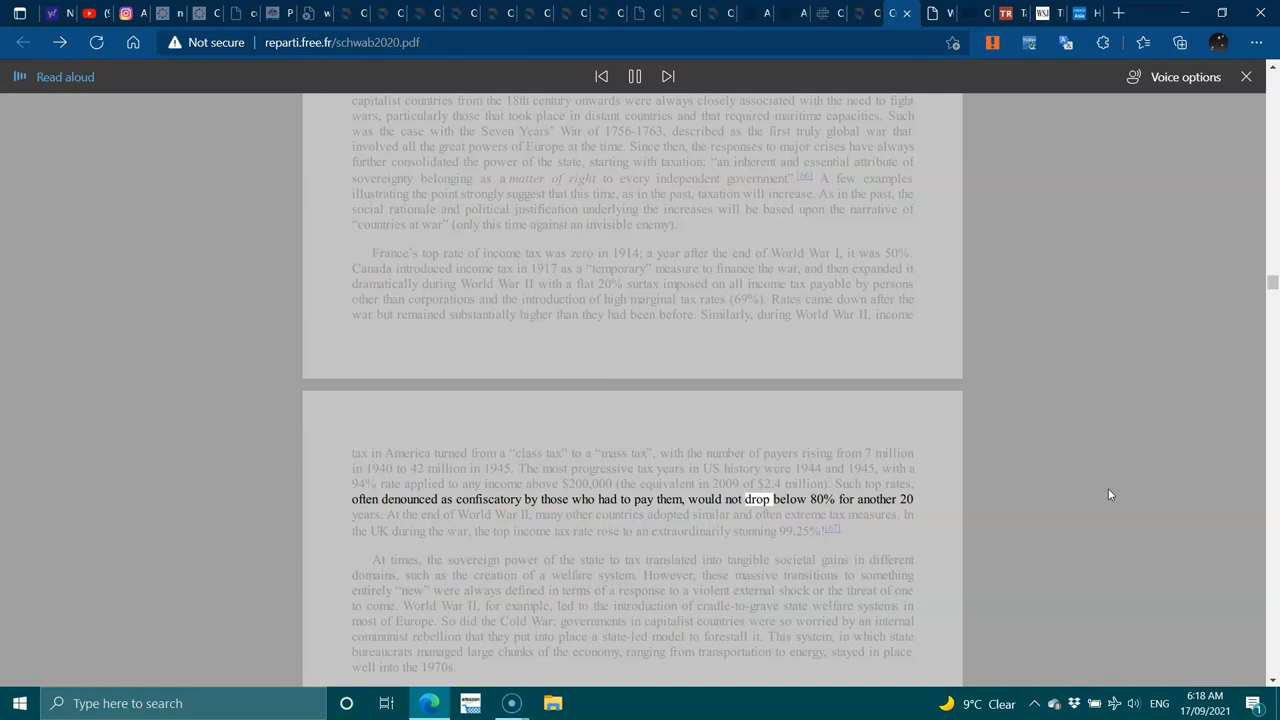 N
A
n
C
P
w
C
C
C
C
C
C
C
C
C
C
A
C
C
C
W
C
TR
T
WSJ
T
Asia
H
Not secure
reparti.free.fr/schwab2020.pdf
Read aloud
Voice options
capitalist countries from the 18th century onwards were always closely associated with the need to fight
wars, particularly those that took place in distant countries and that required maritime capacities. Such
was the case with the Seven Years’ War of 1756-1763, described as the first truly global war that
involved all the great powers of Europe at the time. Since then, the responses to major crises have always
further consolidated the power of the state, starting with taxation: “an inherent and essential attribute of
sovereignty belonging as a matter of right to every independent government”.[66] A few examples
illustrating the point strongly suggest that this time, as in the past, taxation will increase. As in the past, the
social rationale and political justification underlying the increases will be based upon the narrative of
“countries at war” (only this time against an invisible enemy).
France’s top rate of income tax was zero in 1914; a year after the end of World War I, it was 50%.
Canada introduced income tax in 1917 as a “temporary” measure to finance the war, and then expanded it
dramatically during World War II with a flat 20% surtax imposed on all income tax payable by persons
other than corporations and the introduction of high marginal tax rates (69%). Rates came down after the
war but remained substantially higher than they had been before. Similarly, during World War II, income
tax in America turned from a “class tax” to a “mass tax”, with the number of payers rising from 7 million
in 1940 to 42 million in 1945. The most progressive tax years in US history were 1944 and 1945, with a
94% rate applied to any income above $200,000 (the equivalent in 2009 of $2.4 million). Such top rates,
often denounced as confiscatory by those who had to pay them, would not drop below 80% for another 20
years. At the end of World War II, many other countries adopted similar and often extreme tax measures. In
the UK during the war, the top income tax rate rose to an extraordinarily stunning 99.25%![67]
At times, the sovereign power of the state to tax translated into tangible societal gains in different
domains, such as the creation of a welfare system. However, these massive transitions to something
entirely “new” were always defined in terms of a response to a violent external shock or the threat of one
to come. World War II, for example, led to the introduction of cradle-to-grave state welfare systems in
most of Europe. So did the Cold War: governments in capitalist countries were so worried by an internal
communist rebellion that they put into place a state-led model to forestall it. This system, in which state
bureaucrats managed large chunks of the economy, ranging from transportation to energy, stayed in place
well into the 1970s.
Type here to search
amazon
9°C Clear
ENG
6:18 AM
17/09/2021
1